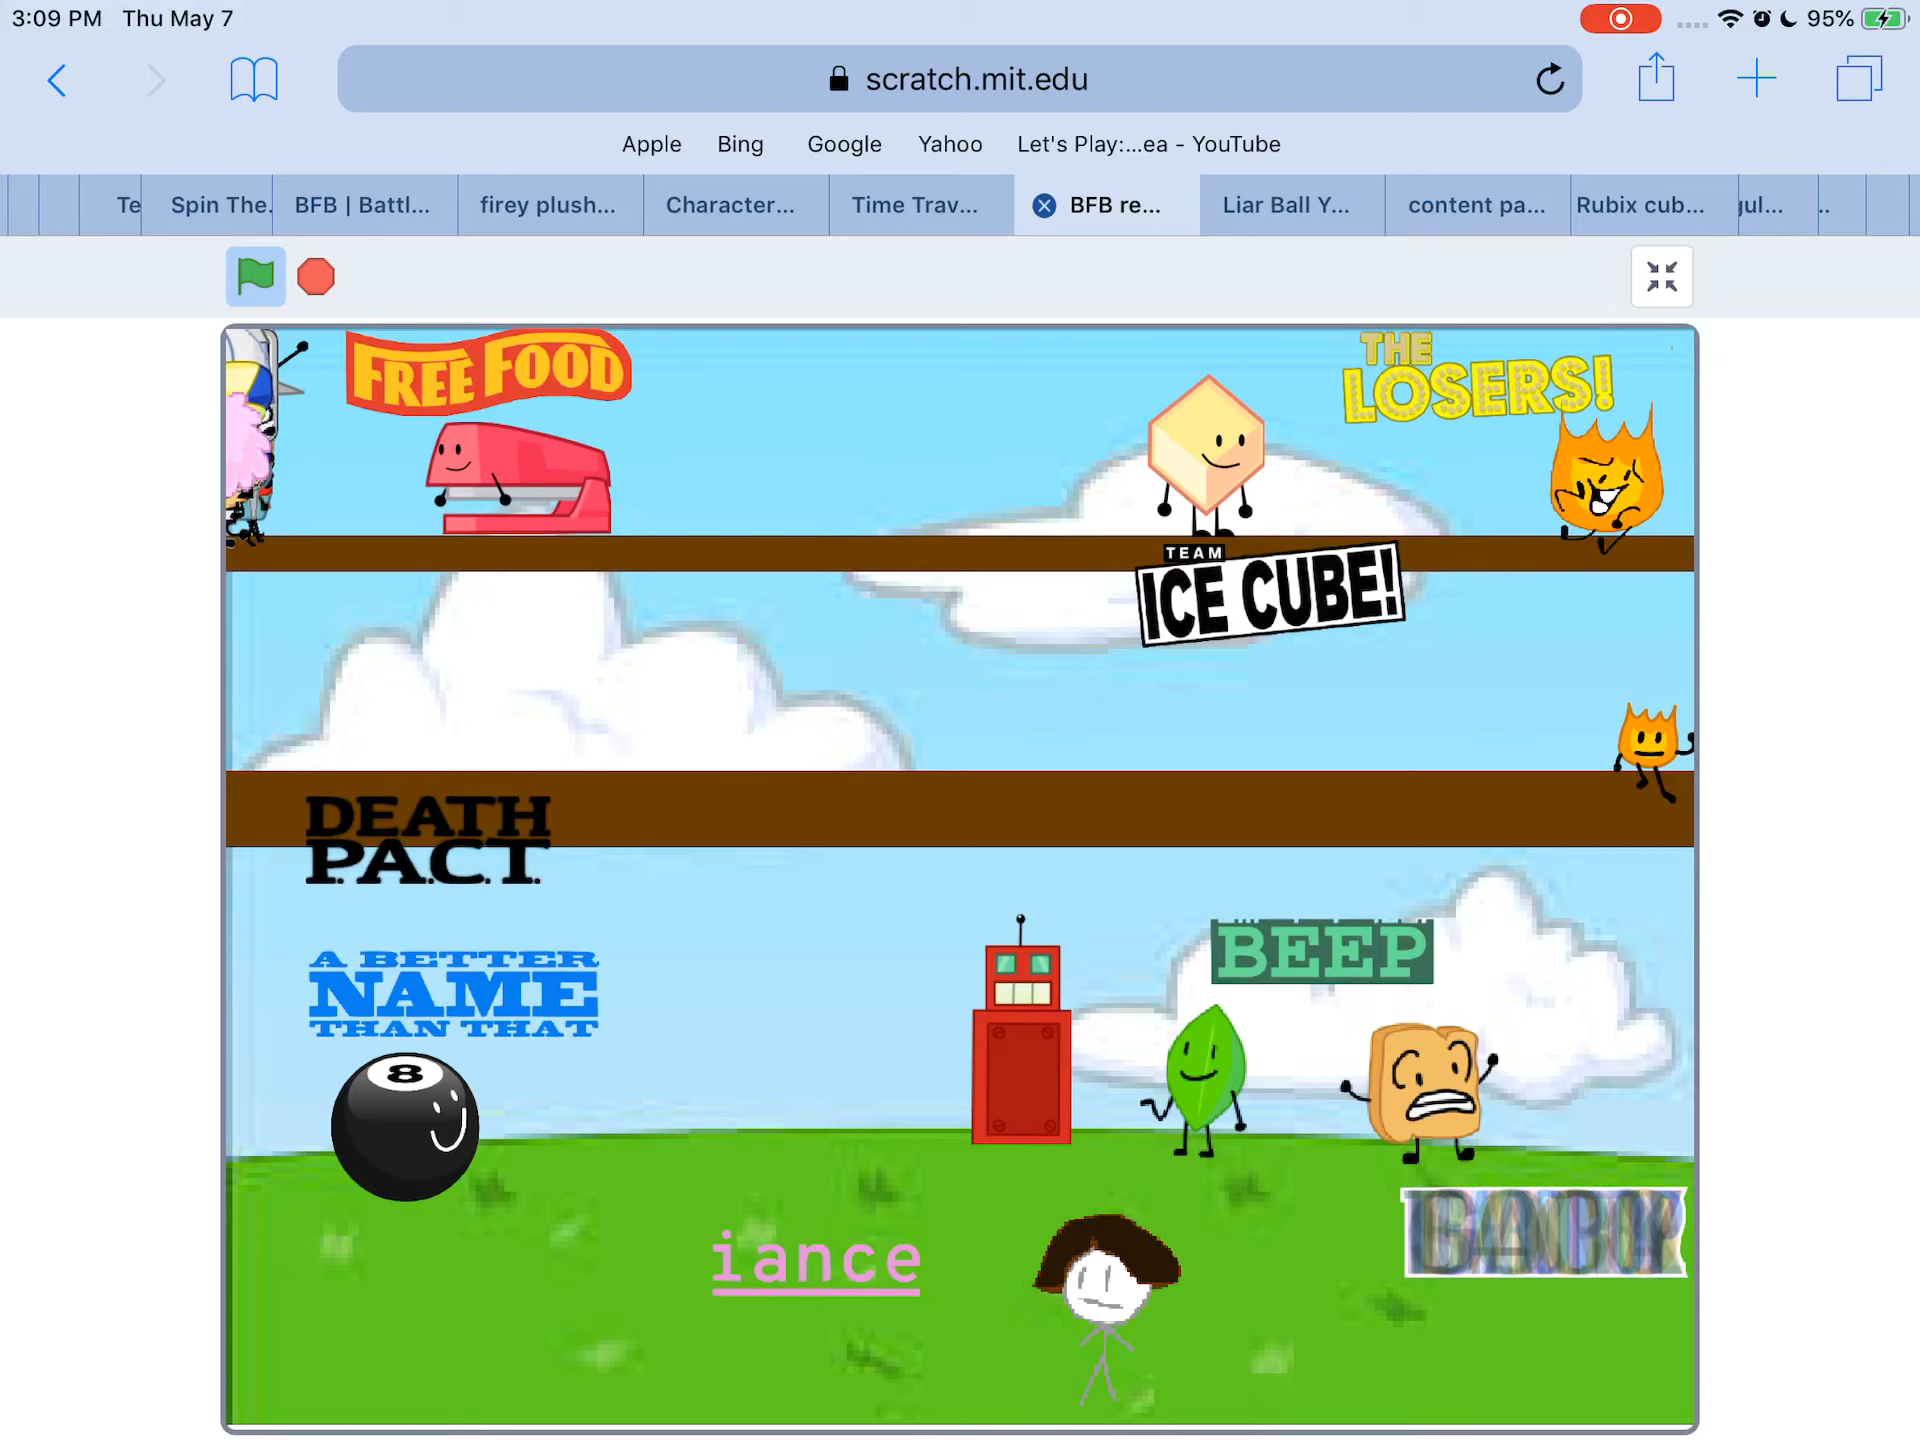 3:09 PM Thu May 7
95%
scratch.mit.edu
Apple Bing Google Yahoo Let's Play:...ea - YouTube
Te Spin The. BFB | Battl... firey plush... Character... Time Trav... BFB re... Liar Ball Y... content pa... Rubix cub... gul... ..
FREE FOOD
THE
LOSERS!
TEAM
ICE CUBE!
DEATH
P.A.C.T.
A BETTER
NAME
THAN THAT
BEEP
8
iance